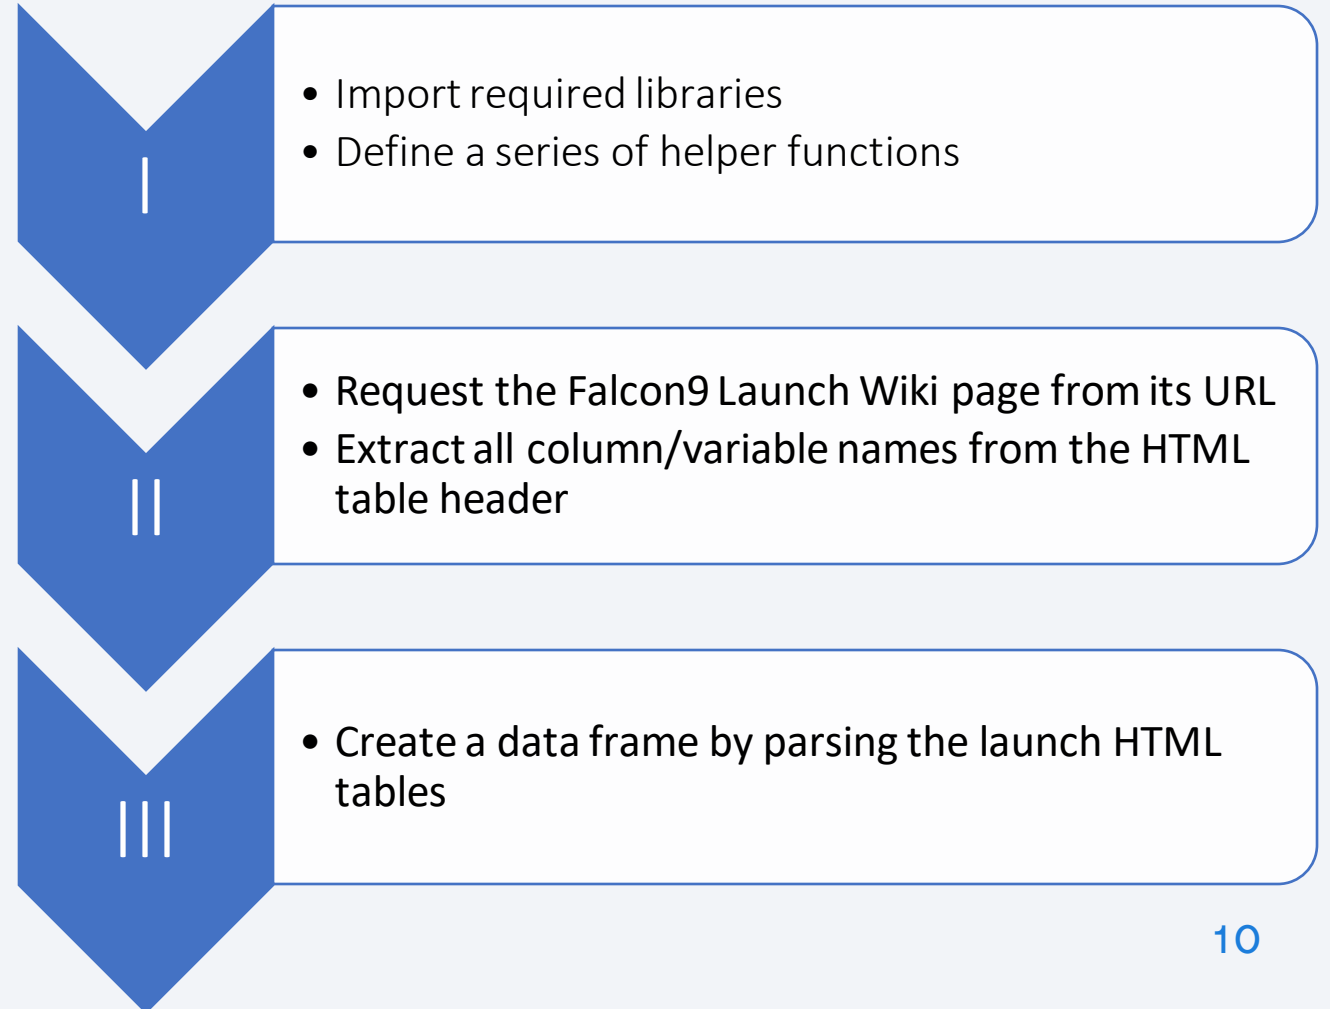 I
• Import required libraries
• Define a series of helper functions
II
• Request the Falcon9 Launch Wiki page from its URL
• Extract all column/variable names from the HTML
table header
III
• Create a data frame by parsing the launch HTML
tables
10